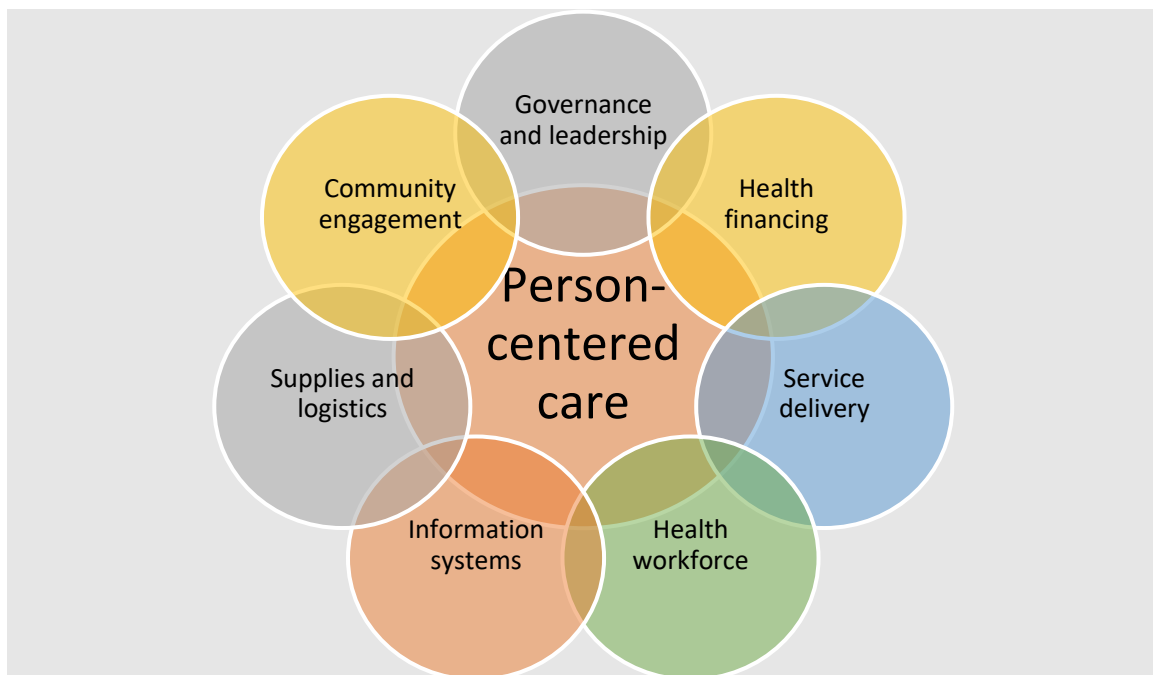 Governance
and leadership
Health
financing
Service
delivery
Health
workforce
Information
systems
Supplies and
logistics
Community
engagement
Person-
centered
care